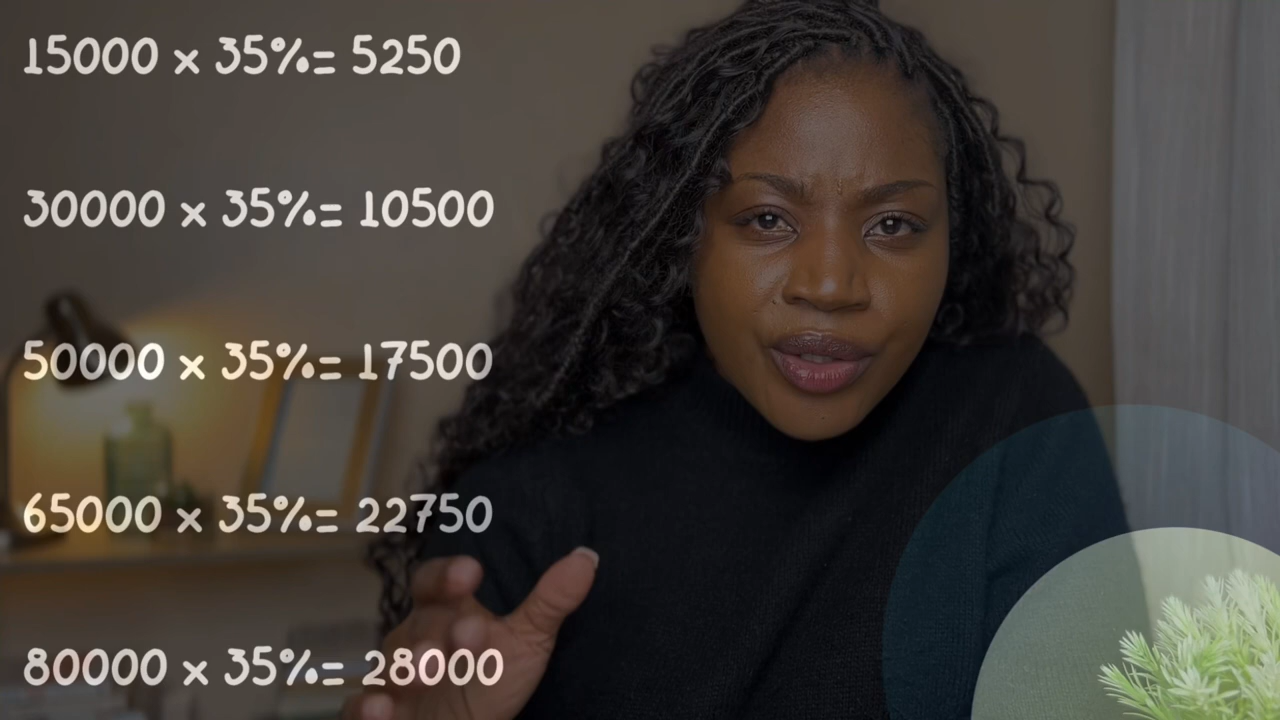 15000 x 35%= 5250
30000 x 35%= 10500
50000 x 35%= 17500
65000 x 35%= 22750
80000 x 35%= 28000